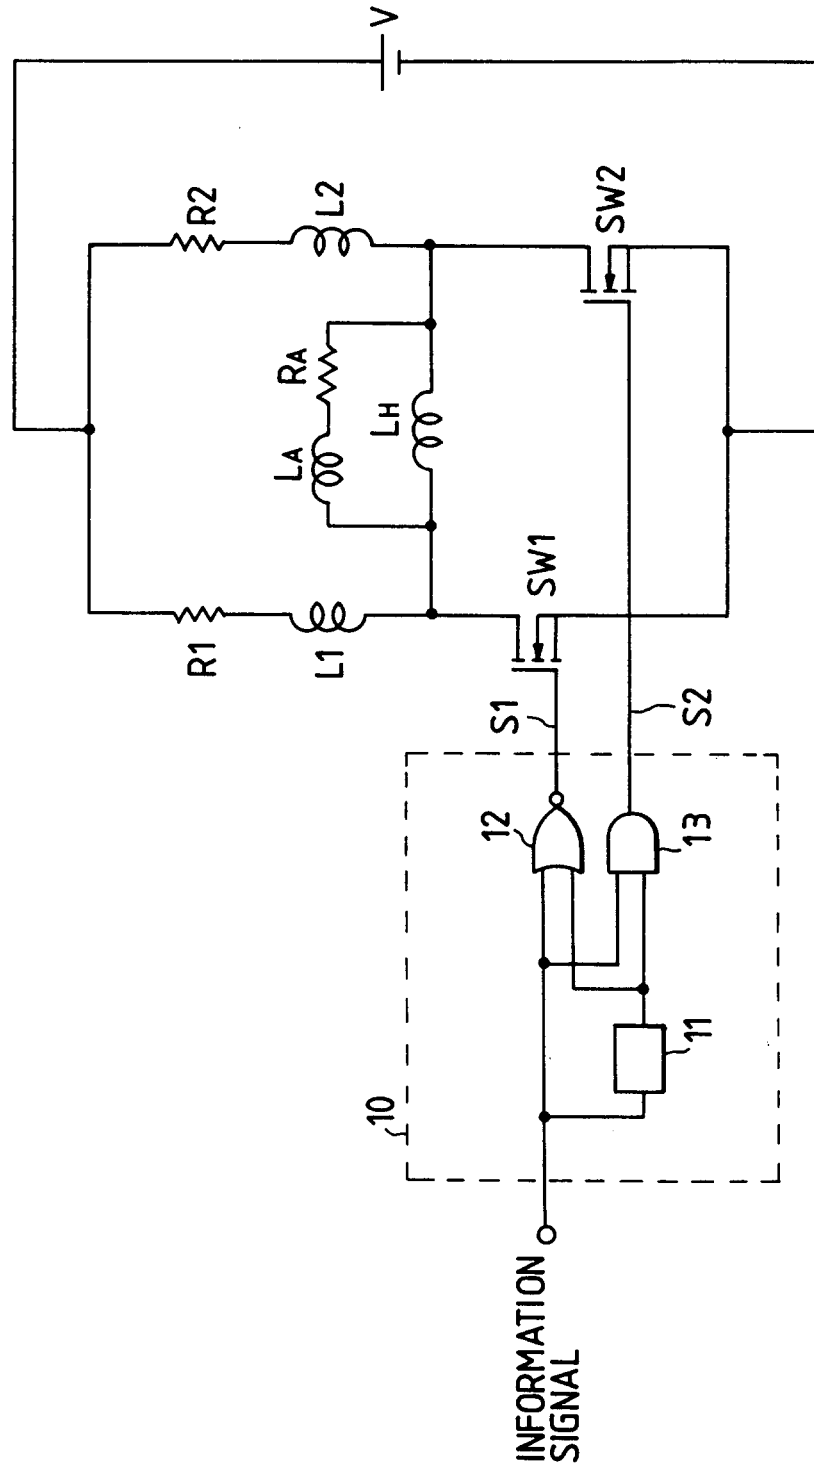 V
R2
L2
RA
LA
LH
R1
L1
SW2
SW1
S1
S2
12
13
11
10
INFORMATION
SIGNAL